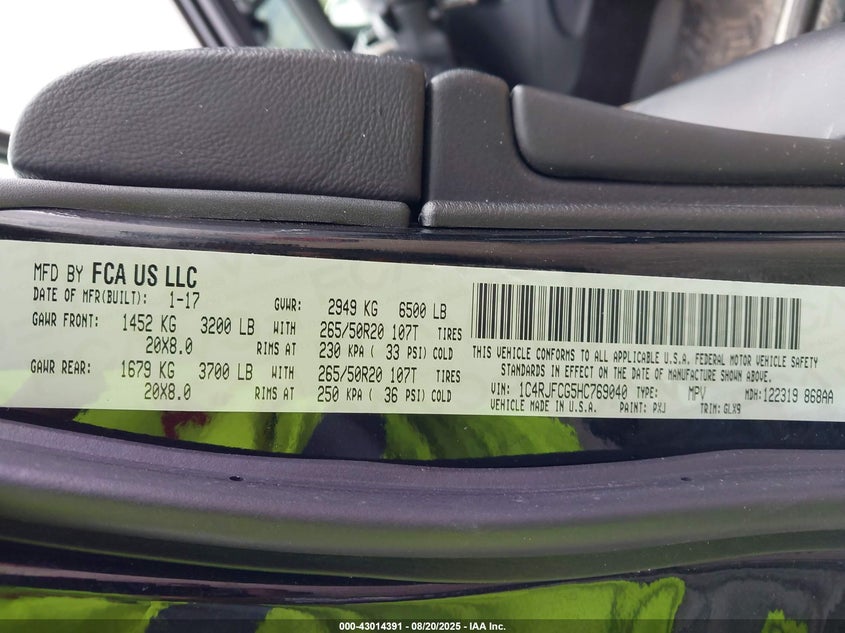 MFD BY FCA US LLC
DATE OF MFR(BUILT): 1-17 GVWR: 2949 KG 6500 LB
GAWR FRONT: 1452 KG 3200 LB WITH 265/50R20 107T TIRES
20X8.0 RIMS AT 230 KPA ( 33 PSI) COLD
GAWR REAR: 1679 KG 3700 LB WITH 265/50R20 107T TIRES
20X8.0 RIMS AT 250 KPA ( 36 PSI) COLD
THIS VEHICLE CONFORMS TO ALL APPLICABLE U.S.A. FEDERAL MOTOR VEHICLE SAFETY
STANDARDS IN EFFECT ON THE DATE OF MANUFACTURE SHOWN ABOVE.
VIN: 1C4RJFCG5HC769040 TYPE: MPV MDH: 122319 868AA
VEHICLE MADE IN U.S.A. PAINT: PXJ TRIM: GLX9
000-43014391 - 08/20/2025 - IAA Inc.